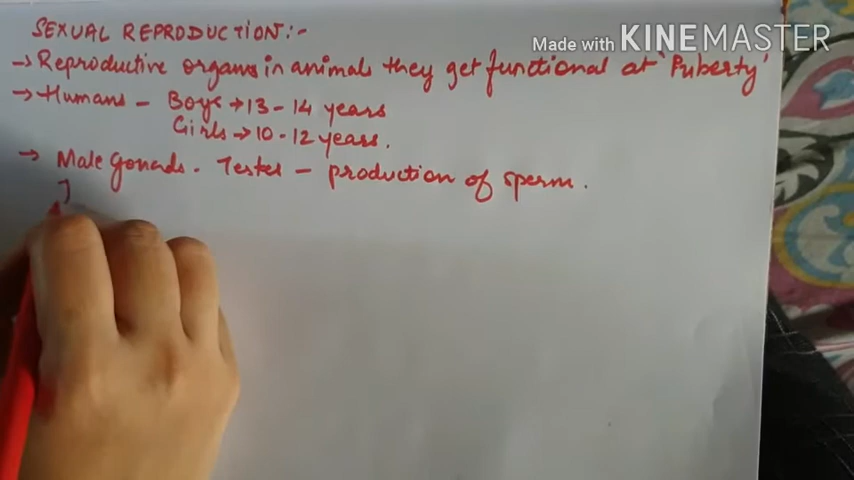 SEXUAL REPRODUCTION:-
Made with KINEMASTER
→ Reproductive organs in animals they get functional at 'Puberty'
→ Humans - Boys → 13 - 14 years
Girls → 10 - 12 years.
→ Male Gonads. Testes - production of sperm.